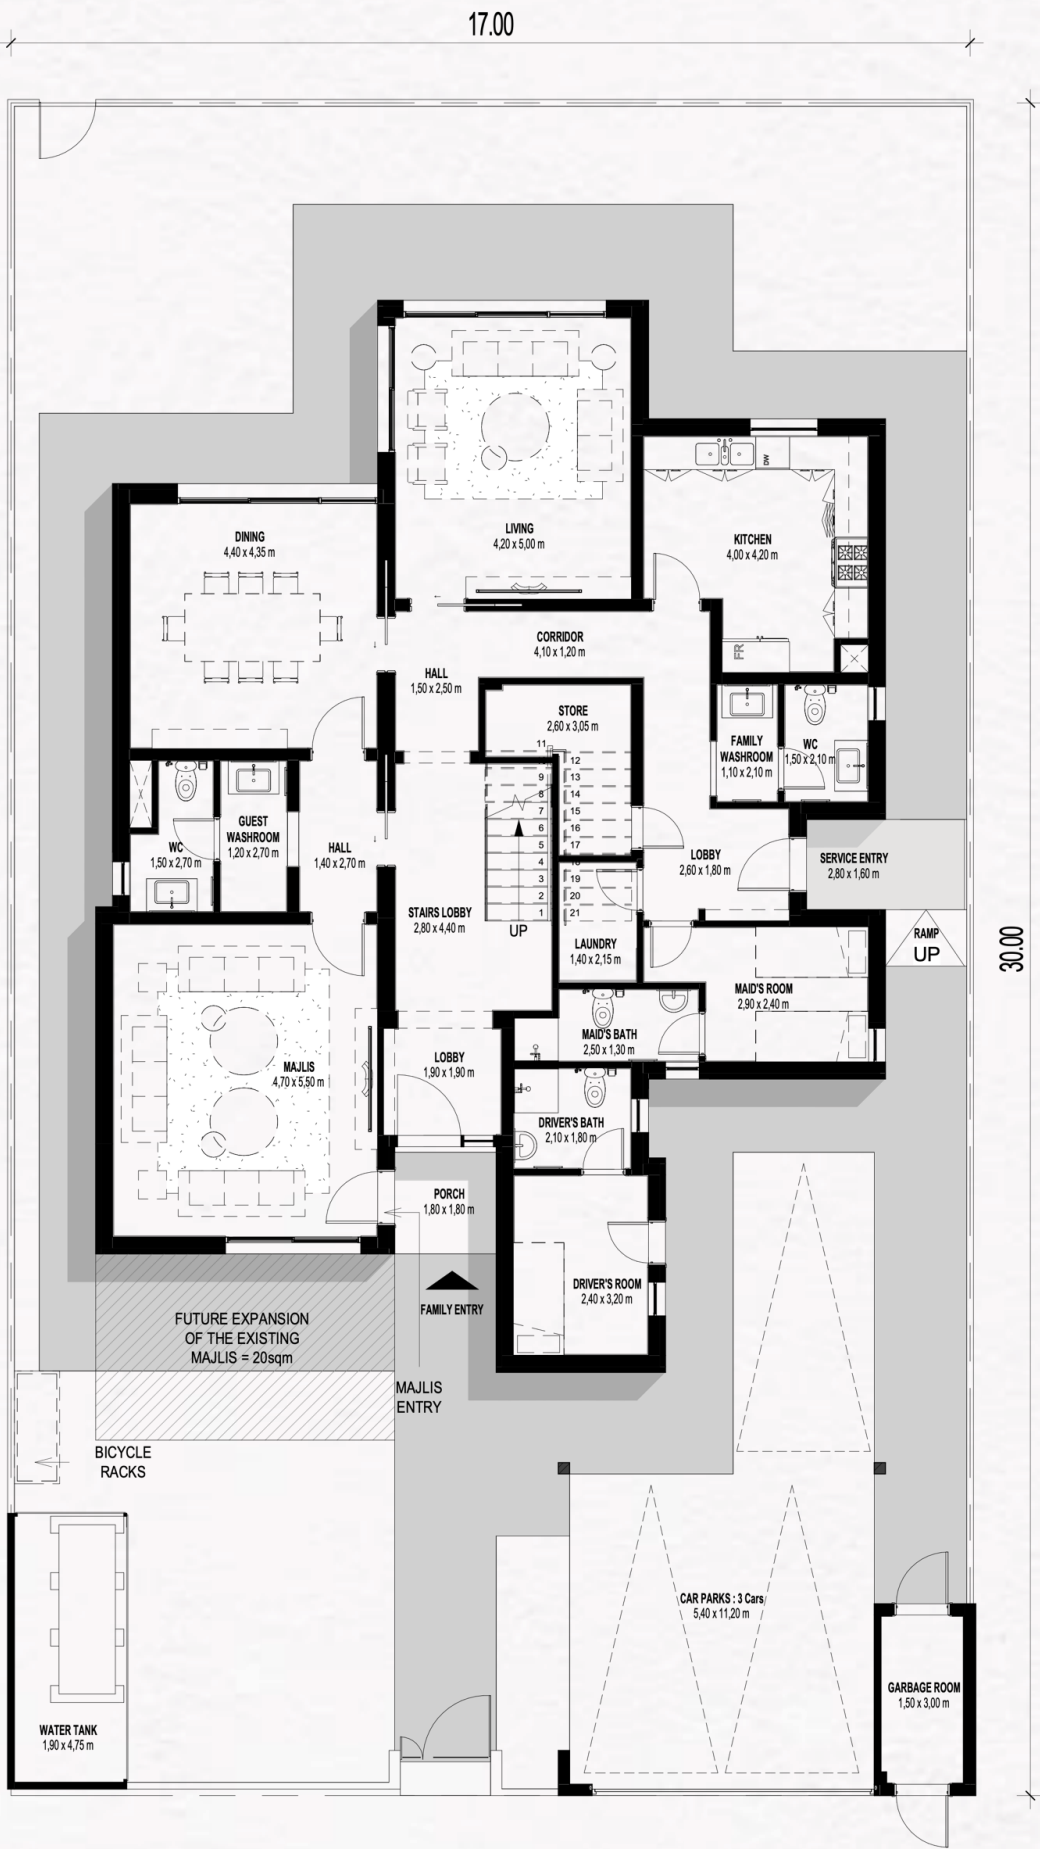 17.00
DINING
4,40 x 4,35 m
LIVING
4,20 x 5,00 m
DW
KITCHEN
4,00 x 4,20 m
FR
CORRIDOR
4,10 x 1,20 m
HALL
1,50 x 2,50 m
STORE
2,60 x 3,05 m
11
12
13
14
15
16
17
18
19
20
21
9
8
7
6
5
4
3
2
1
UP
FAMILY
WASHROOM
1,10 x 2,10 m
WC
1,50 x 2,10 m
WC
1,50 x 2,70 m
GUEST
WASHROOM
1,20 x 2,70 m
HALL
1,40 x 2,70 m
STAIRS LOBBY
2,80 x 4,40 m
LOBBY
2,60 x 1,80 m
SERVICE ENTRY
2,80 x 1,60 m
RAMP
UP
30.00
LAUNDRY
1,40 x 2,15 m
MAID'S ROOM
2,90 x 2,40 m
MAID'S BATH
2,50 x 1,30 m
MAJLIS
4,70 x 5,50 m
LOBBY
1,90 x 1,90 m
DRIVER'S BATH
2,10 x 1,80 m
PORCH
1,80 x 1,80 m
DRIVER'S ROOM
2,40 x 3,20 m
FAMILY ENTRY
FUTURE EXPANSION
OF THE EXISTING
MAJLIS = 20sqm
MAJLIS
ENTRY
BICYCLE
RACKS
CAR PARKS : 3 Cars
5,40 x 11,20 m
GARBAGE ROOM
1,50 x 3,00 m
WATER TANK
1,90 x 4,75 m